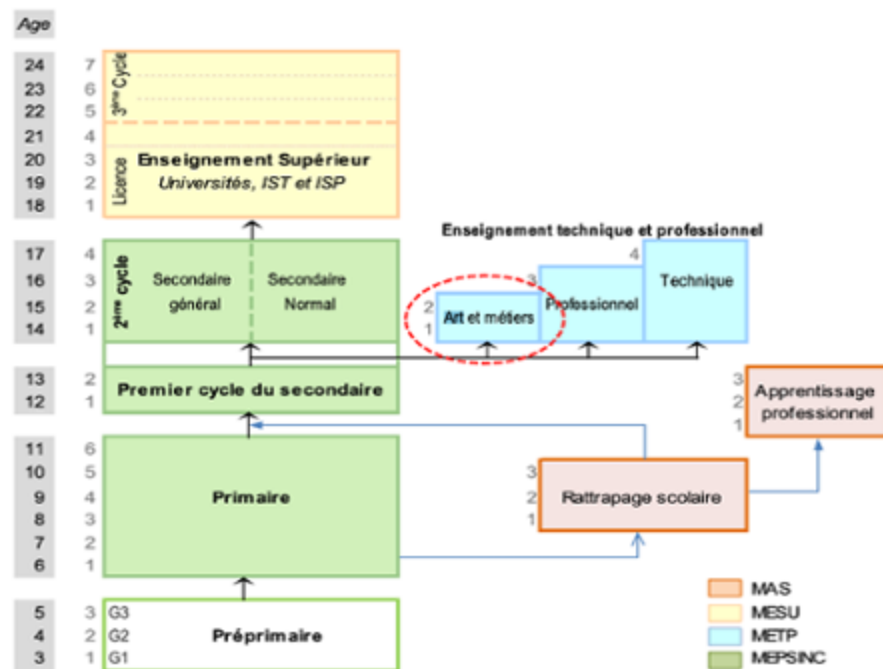 Age
24 7
23 6
22 5
21 4
20 3
19 2
18 1
3ème Cycle
Licence
Enseignement Supérieur
Universités, IST et ISP
Enseignement technique et professionnel
17 4
16 3
15 2
14 1
2ème cycle
Secondaire
général
Secondaire
Normal
2
1
Art et métiers
3
Professionnel
4
Technique
13 2
12 1
Premier cycle du secondaire
3
2
1
Apprentissage
professionnel
11 6
10 5
9 4
8 3
7 2
6 1
Primaire
3
2
1
Rattrapage scolaire
5 3 G3
4 2 G2
3 1 G1
Préprimaire
MAS
MESU
METP
MEPSINC